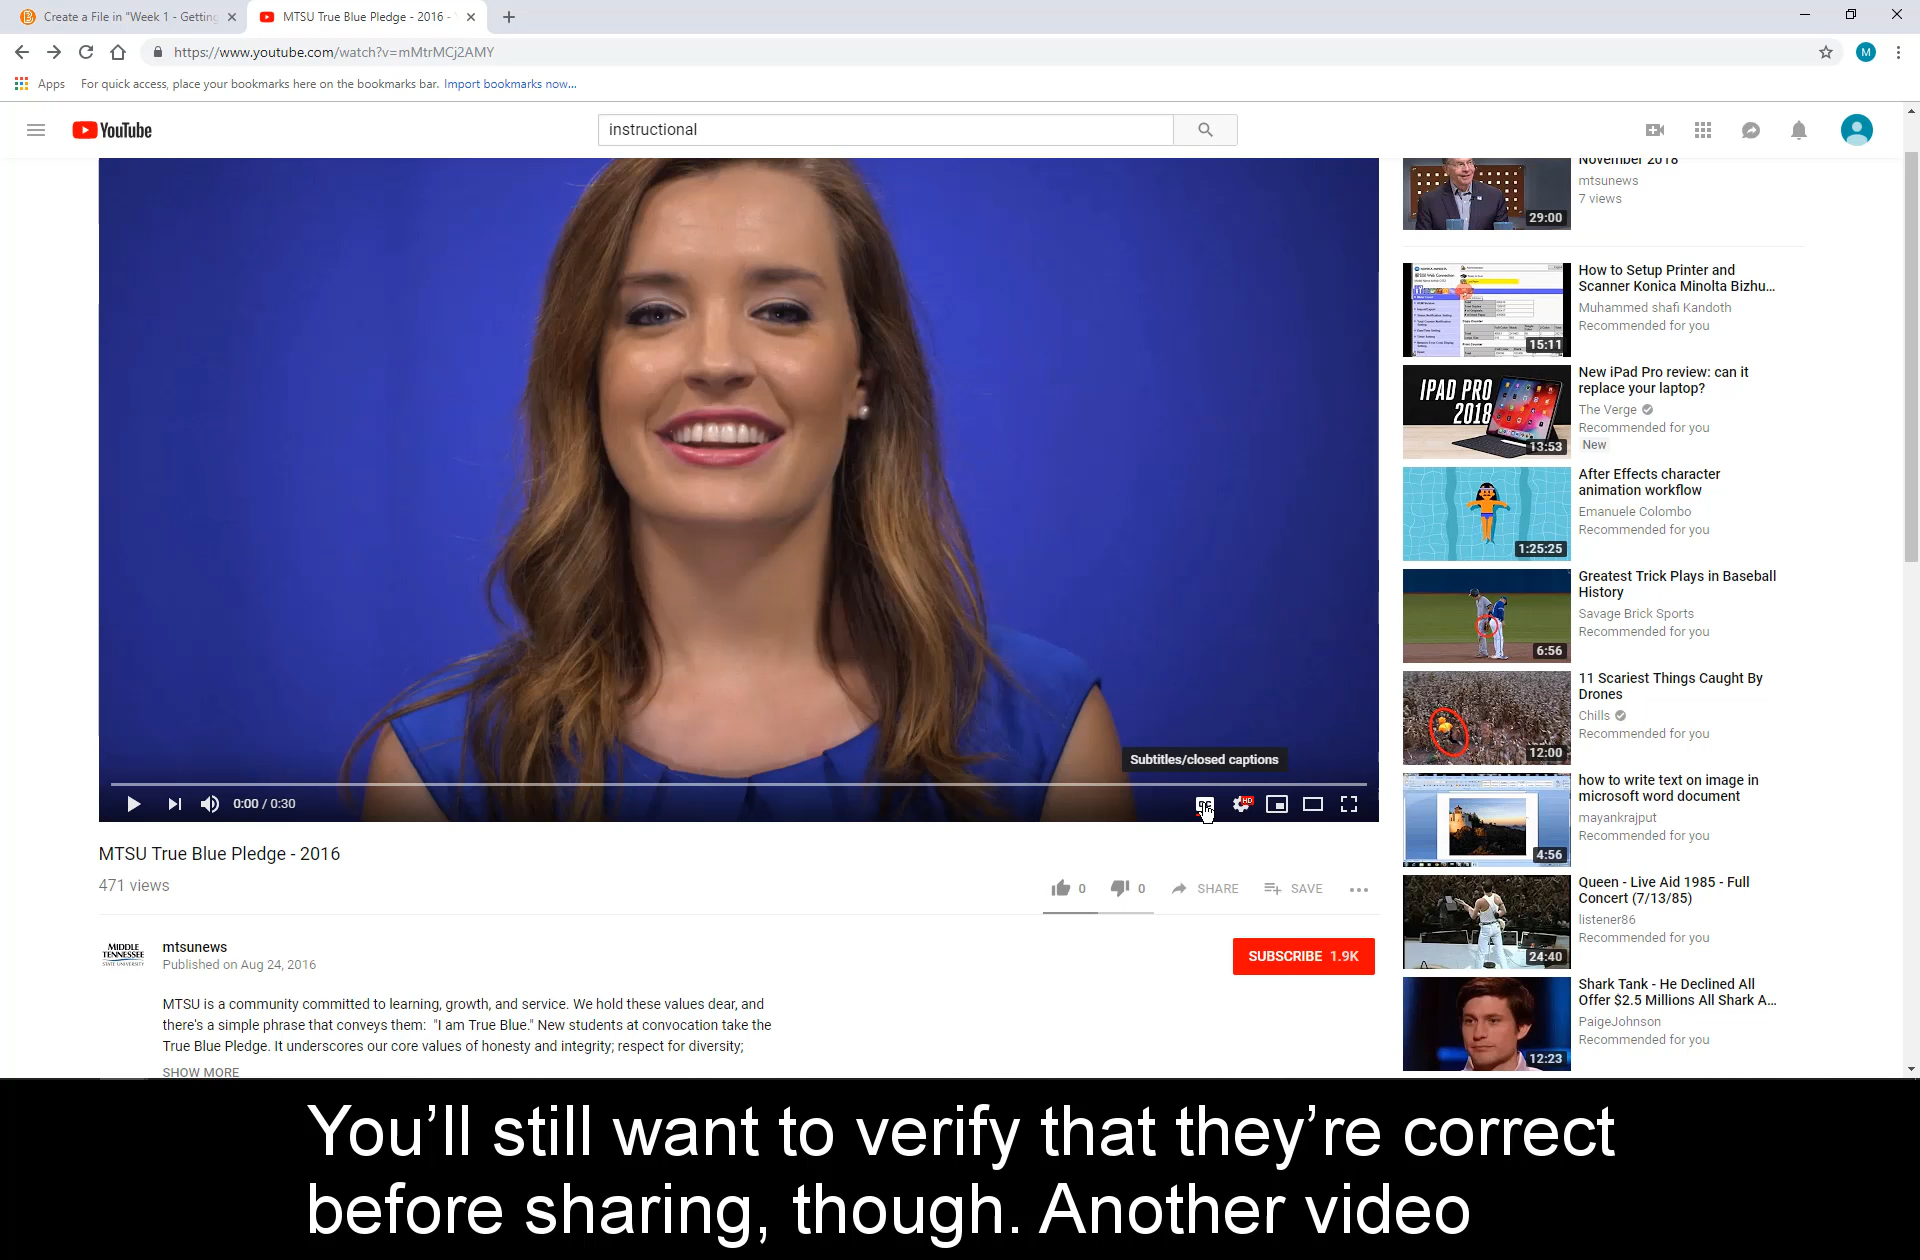 Create a File in "Week 1 - Getting
MTSU True Blue Pledge - 2016 -
https://www.youtube.com/watch?v=mMtrMCj2AMY
M
Apps For quick access, place your bookmarks here on the bookmarks bar. Import bookmarks now...
YouTube
instructional
November 2018
mtsunews
7 views
29:00
How to Setup Printer and
Scanner Konica Minolta Bizhu...
Muhammed shafi Kandoth
Recommended for you
15:11
New iPad Pro review: can it
replace your laptop?
The Verge
Recommended for you
New
IPAD PRO
2018
13:53
After Effects character
animation workflow
Emanuele Colombo
Recommended for you
1:25:25
Greatest Trick Plays in Baseball
History
Savage Brick Sports
Recommended for you
6:56
11 Scariest Things Caught By
Drones
Chills
Recommended for you
12:00
how to write text on image in
microsoft word document
mayankrajput
Recommended for you
4:56
Queen - Live Aid 1985 - Full
Concert (7/13/85)
listener86
Recommended for you
24:40
Shark Tank - He Declined All
Offer $2.5 Millions All Shark A...
PaigeJohnson
Recommended for you
12:23
Subtitles/closed captions
0:00 / 0:30
HD
MTSU True Blue Pledge - 2016
471 views
0 0 SHARE SAVE
MIDDLE
TENNESSEE
STATE UNIVERSITY
mtsunews
Published on Aug 24, 2016
SUBSCRIBE 1.9K
MTSU is a community committed to learning, growth, and service. We hold these values dear, and
there's a simple phrase that conveys them: "I am True Blue." New students at convocation take the
True Blue Pledge. It underscores our core values of honesty and integrity; respect for diversity;
SHOW MORE
You’ll still want to verify that they’re correct
before sharing, though. Another video